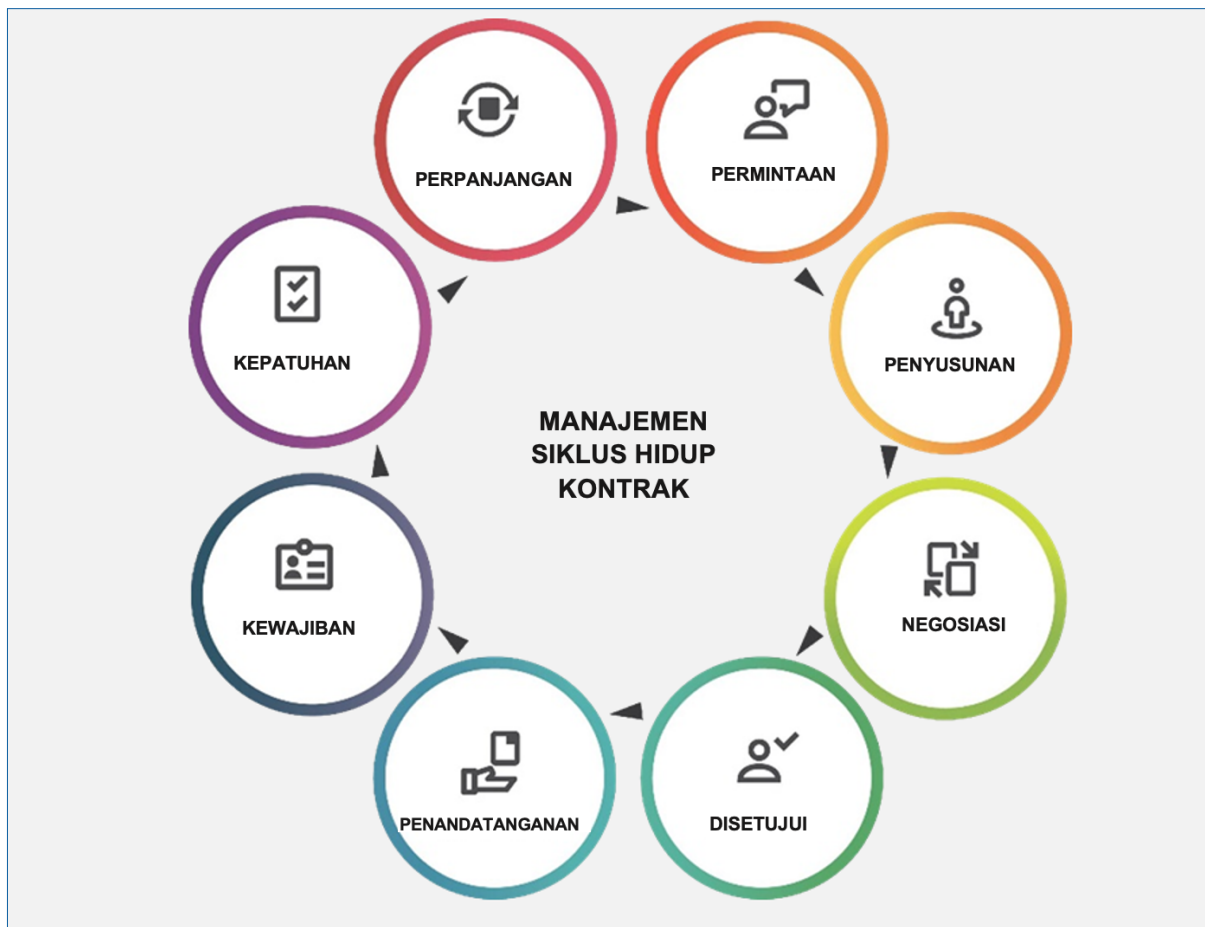 PERPANJANGAN
PERMINTAAN
PENYUSUNAN
NEGOSIASI
DISETUJUI
PENANDATANGANAN
KEWAJIBAN
KEPATUHAN
MANAJEMEN
SIKLUS HIDUP
KONTRAK